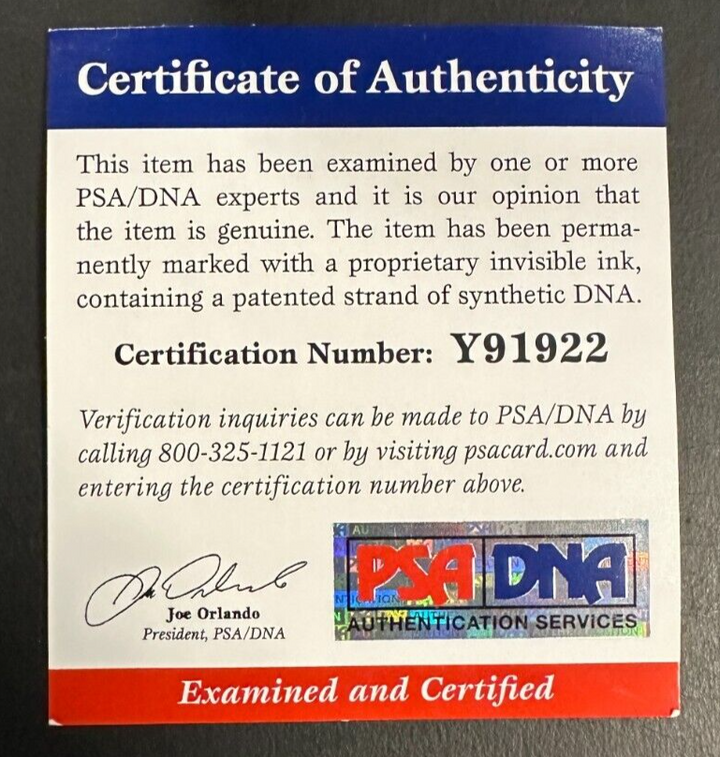 Certificate of Authenticity
This item has been examined by one or more
PSA/DNA experts and it is our opinion that
the item is genuine. The item has been perma-
nently marked with a proprietary invisible ink,
containing a patented strand of synthetic DNA.
Certification Number: Y91922
Verification inquiries can be made to PSA/DNA by
calling 800-325-1121 or by visiting psacard.com and
entering the certification number above.
Joe Orlando
President, PSA/DNA
PSA DNA
AUTHENTICATION SERVICES
Examined and Certified